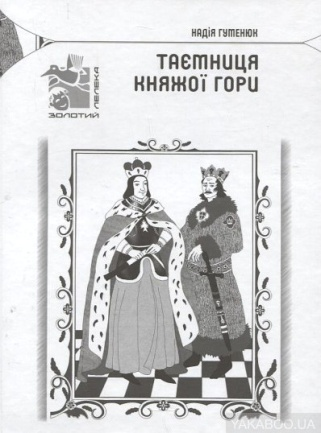 НАДІЯ ГУМЕНЮК
ТАЄМНИЦЯ
КНЯЖОЇ ГОРИ
ЗОЛОТИЙ
ЛЕЛЕКА
YAKABOO.UA